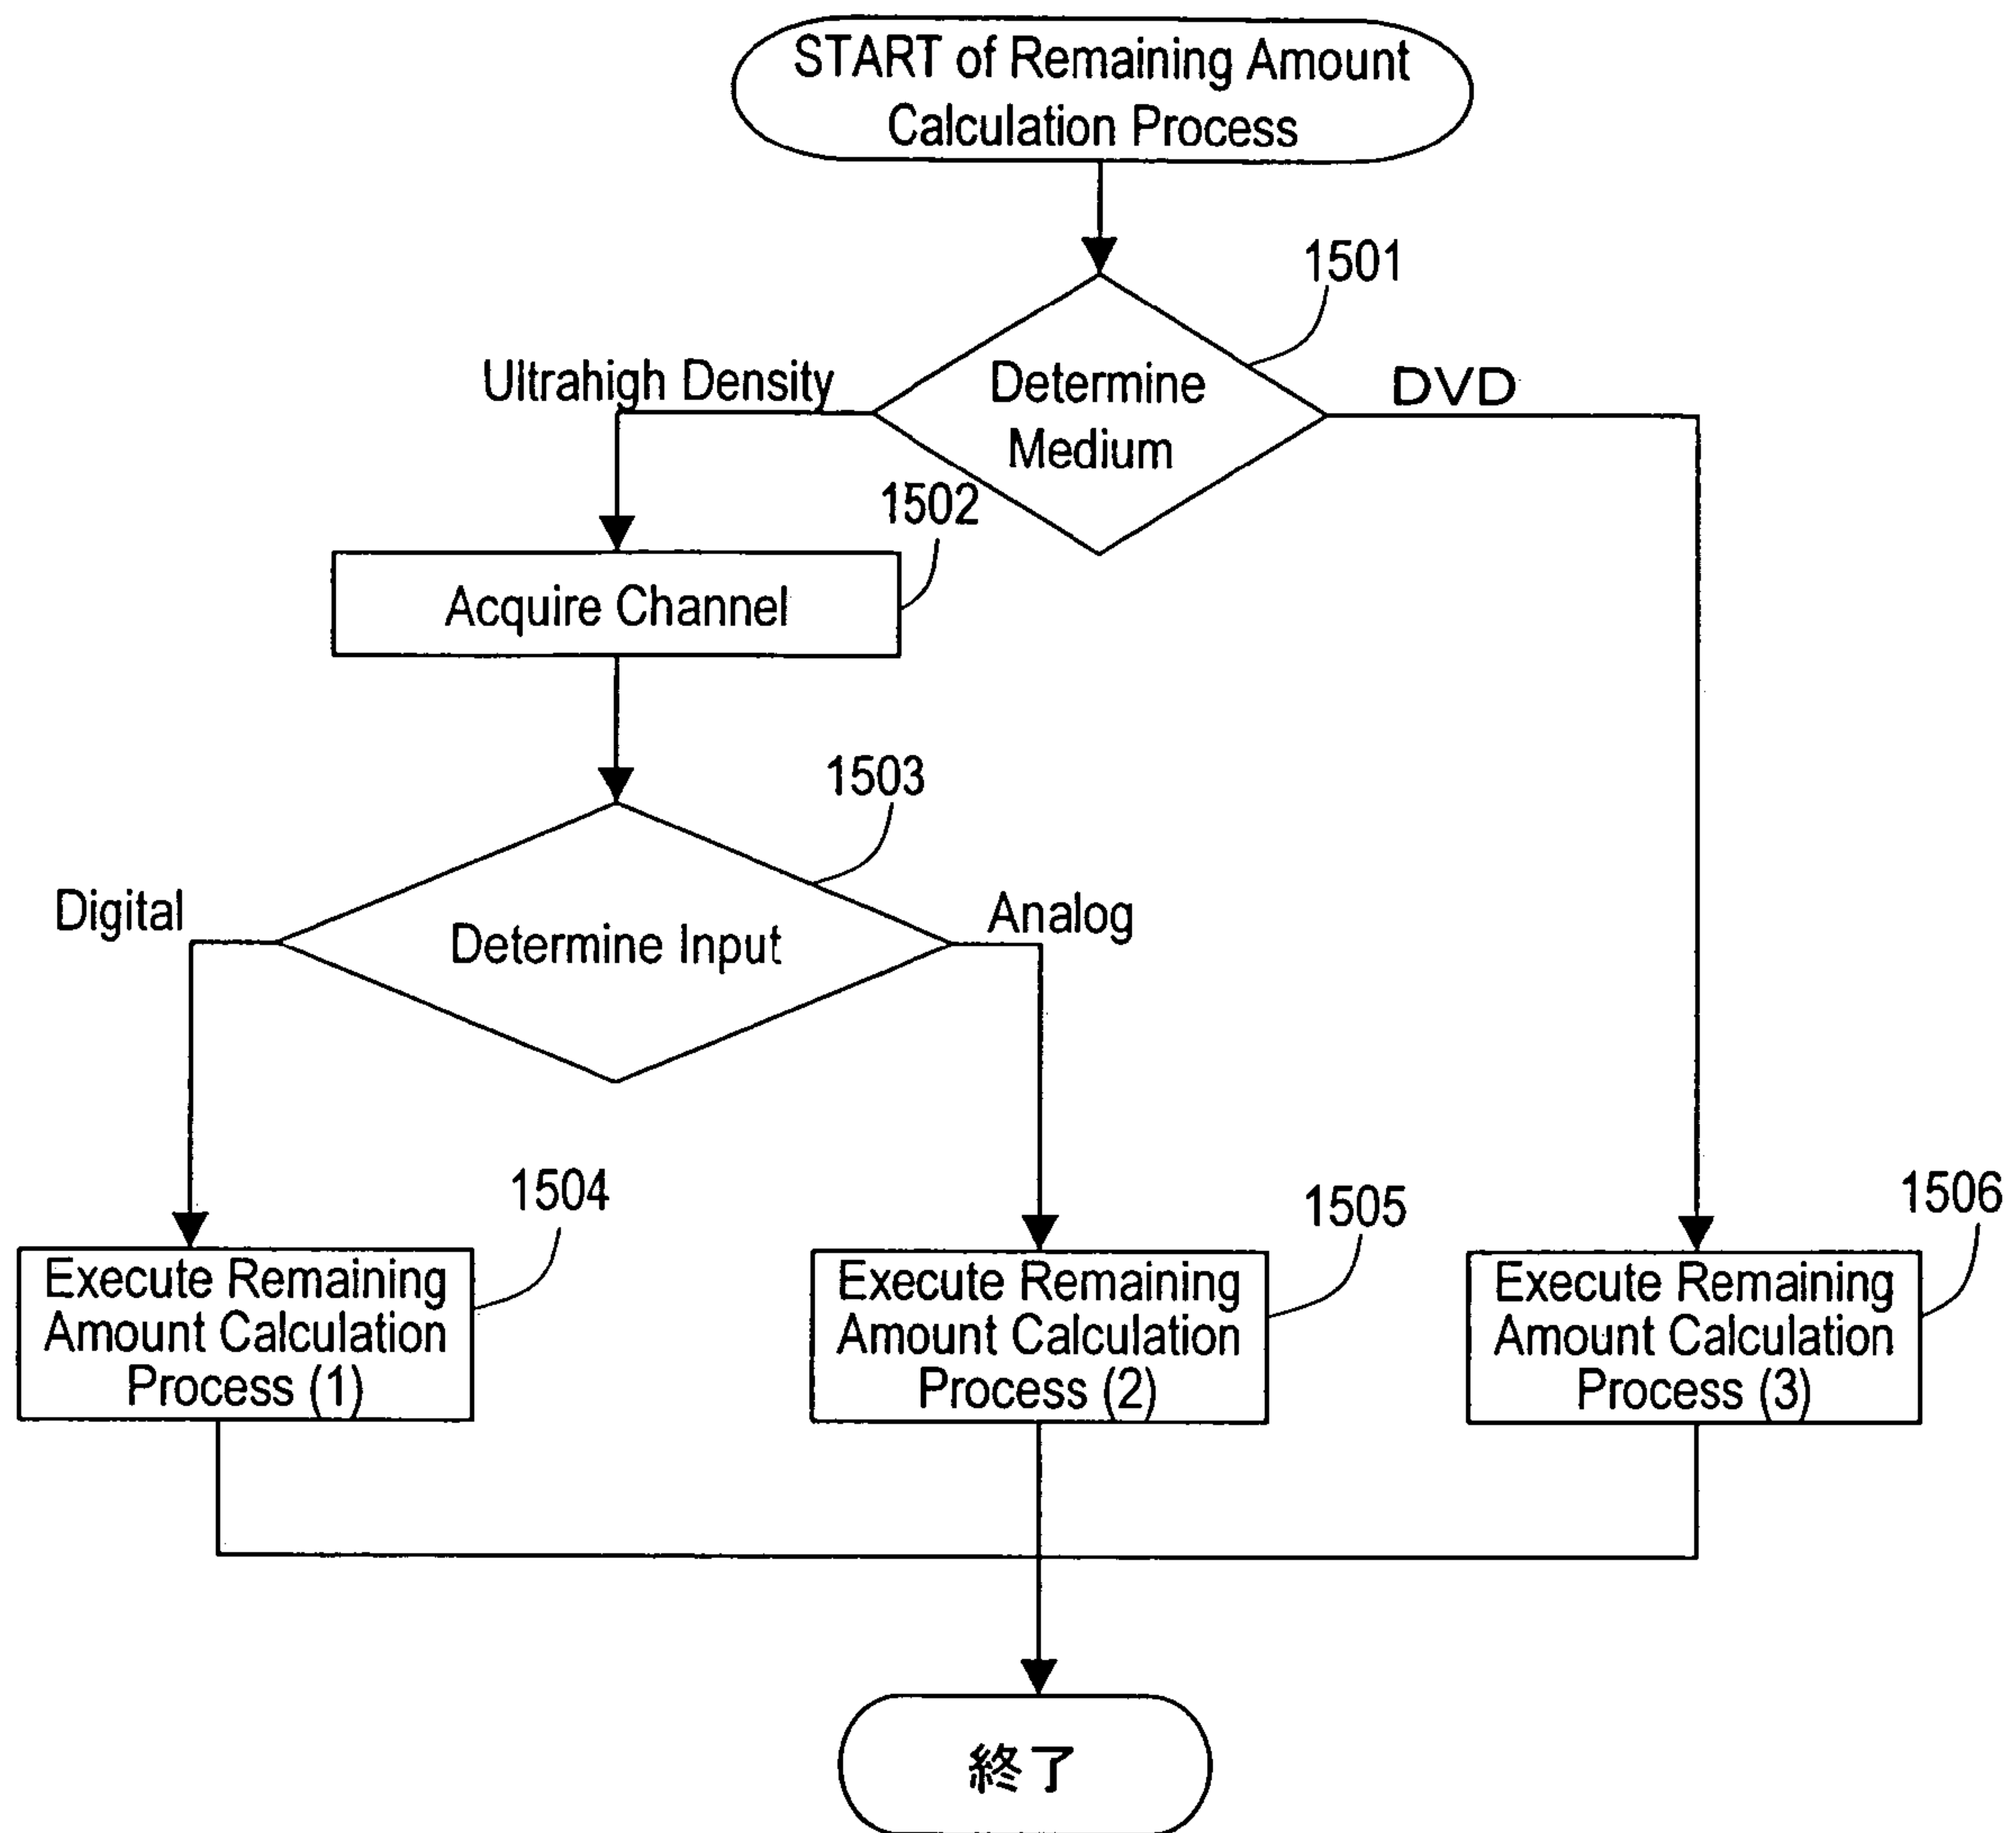 START of Remaining Amount
Calculation Process
1501
Ultrahigh Density
Determine
Medium
DVD
1502
Acquire Channel
1503
Digital
Determine Input
Analog
1504
1505
1506
Execute Remaining
Amount Calculation
Process (1)
Execute Remaining
Amount Calculation
Process (2)
Execute Remaining
Amount Calculation
Process (3)
終了